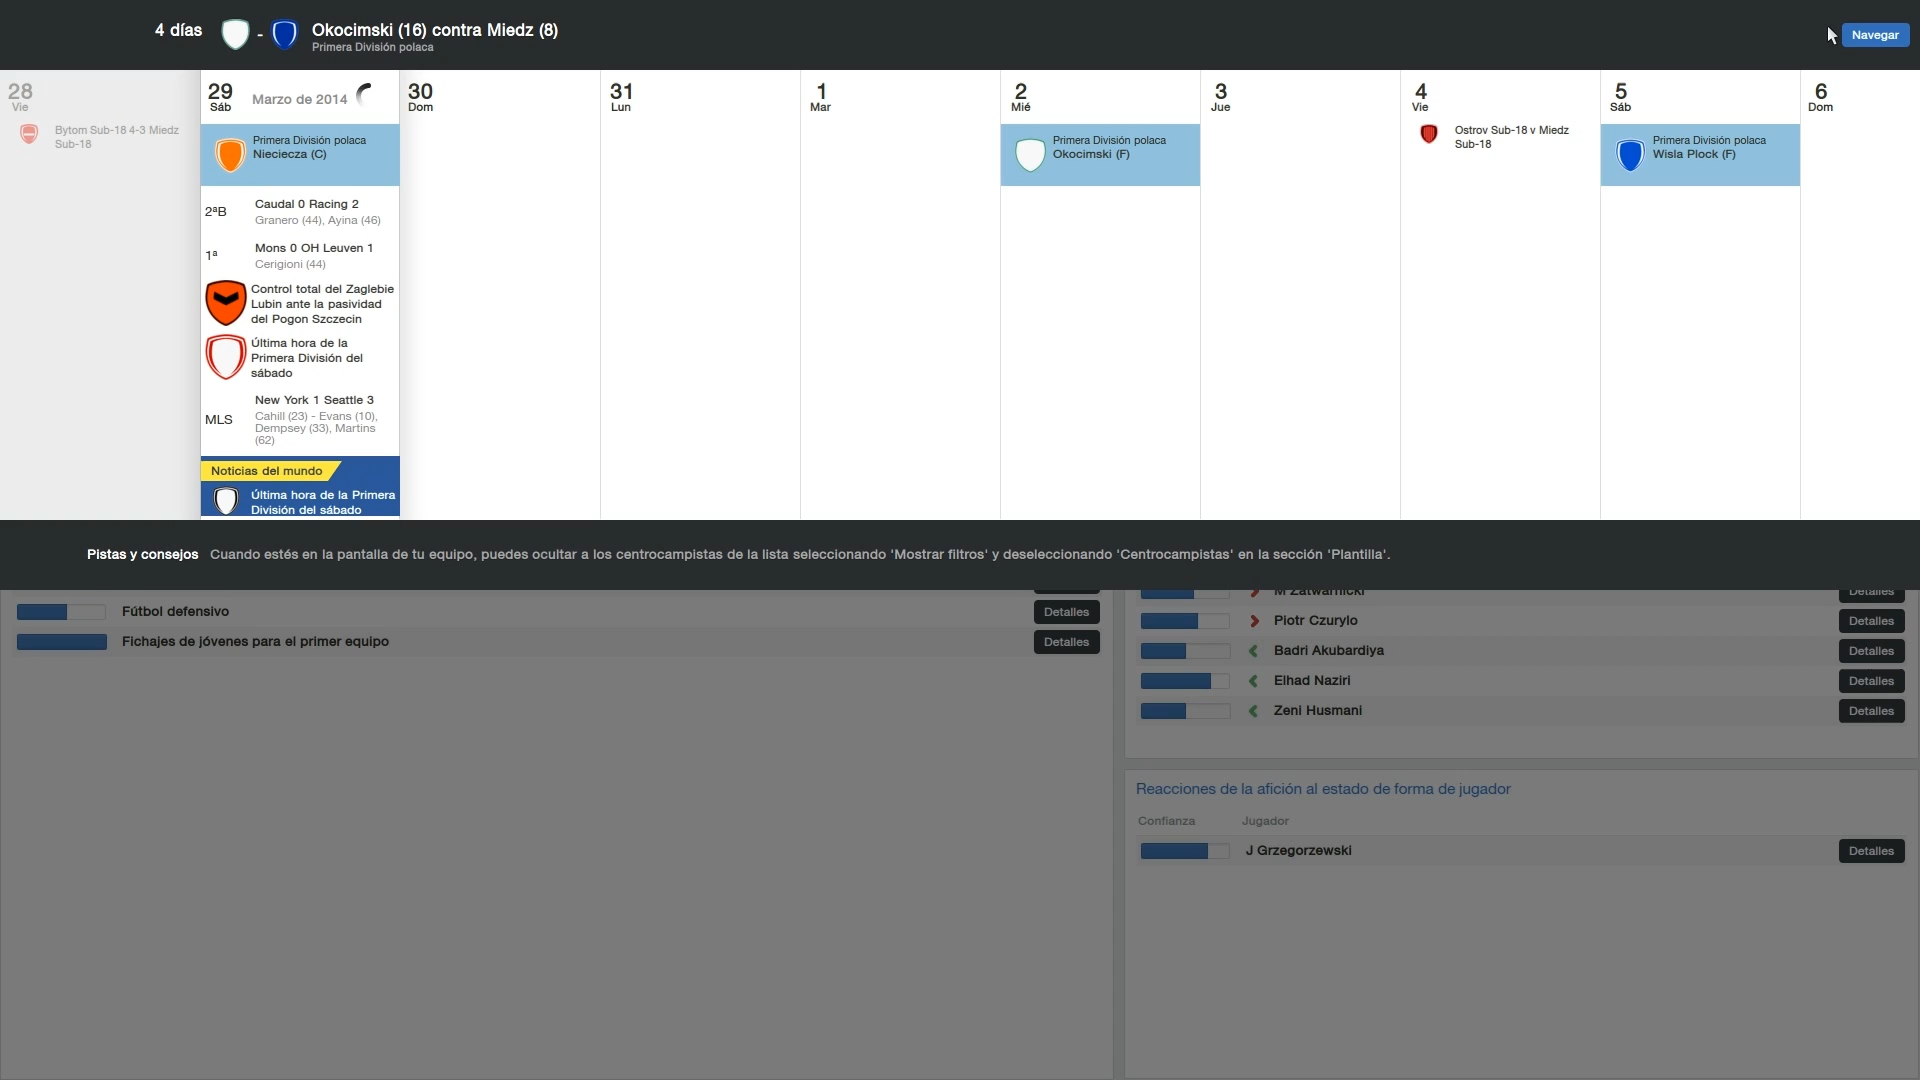 4 días
-
Okocimski (16) contra Miedz (8)
Primera División polaca
Navegar
28
Vie
Bytom Sub-18 4-3 Miedz
Sub-18
29
Sáb
Marzo de 2014
Primera División polaca
Nieciecza (C)
2ªB
Caudal 0 Racing 2
Granero (44), Ayina (46)
1ª
Mons 0 OH Leuven 1
Cerigioni (44)
Control total del Zaglebie
Lubin ante la pasividad
del Pogon Szczecin
Última hora de la
Primera División del
sábado
MLS
New York 1 Seattle 3
Cahill (23) - Evans (10),
Dempsey (33), Martins
(62)
Noticias del mundo
Última hora de la Primera
División del sábado
30
Dom
31
Lun
1
Mar
2
Mié
Primera División polaca
Okocimski (F)
3
Jue
4
Vie
Ostrov Sub-18 v Miedz
Sub-18
5
Sáb
Primera División polaca
Wisla Plock (F)
6
Dom
Pistas y consejos Cuando estés en la pantalla de tu equipo, puedes ocultar a los centrocampistas de la lista seleccionando 'Mostrar filtros' y deseleccionando 'Centrocampistas' en la sección 'Plantilla'.
Fútbol defensivo
Detalles
Fichajes de jóvenes para el primer equipo
Detalles
M Zatwarnicki
Detalles
Piotr Czurylo
Detalles
Badri Akubardiya
Detalles
Elhad Naziri
Detalles
Zeni Husmani
Detalles
Reacciones de la afición al estado de forma de jugador
Confianza
Jugador
J Grzegorzewski
Detalles